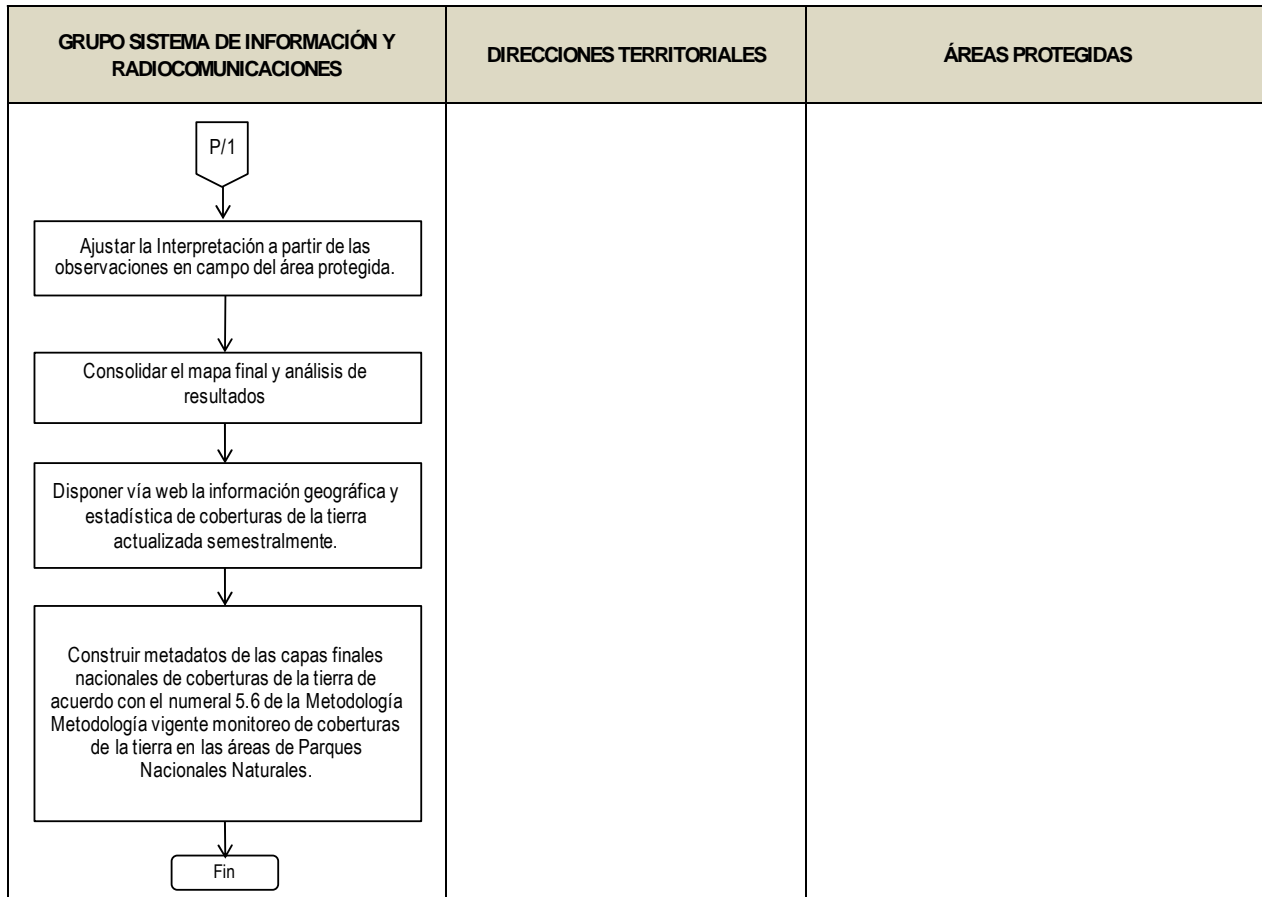 GRUPO SISTEMA DE INFORMACIÓN Y
RADIOCOMUNICACIONES
DIRECCIONES TERRITORIALES
ÁREAS PROTEGIDAS
P/1
Ajustar la Interpretación a partir de las
observaciones en campo del área protegida.
Consolidar el mapa final y análisis de
resultados
Disponer vía web la información geográfica y
estadística de coberturas de la tierra
actualizada semestralmente.
Construir metadatos de las capas finales
nacionales de coberturas de la tierra de
acuerdo con el numeral 5.6 de la Metodología
Metodología vigente monitoreo de coberturas
de la tierra en las áreas de Parques
Nacionales Naturales.
Fin